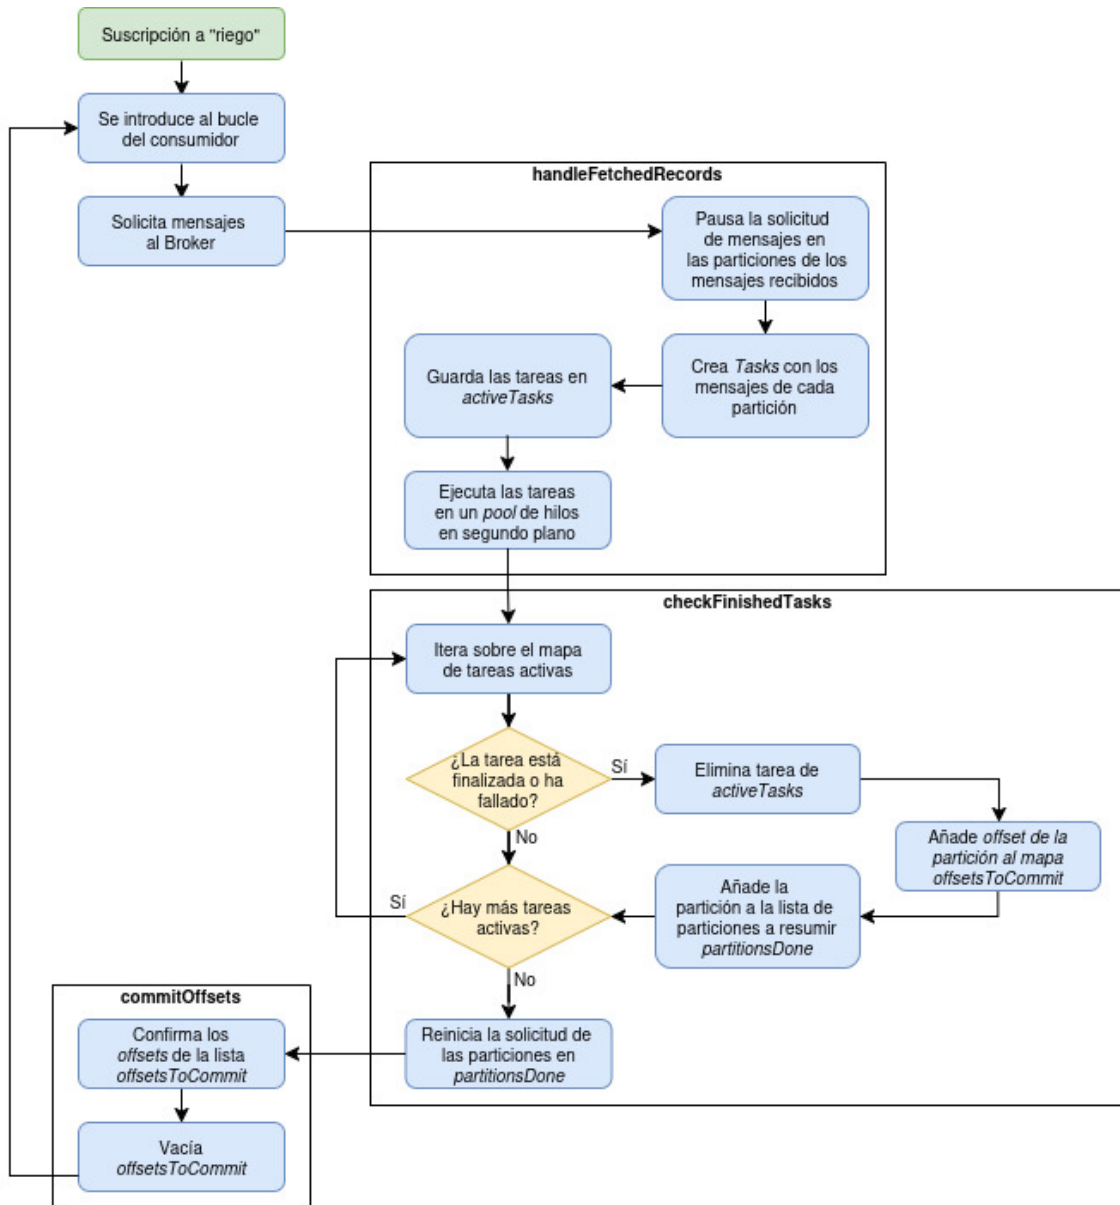 Suscripción a "riego"
Se introduce al bucle
del consumidor
Solicita mensajes
al Broker
handleFetchedRecords
Pausa la solicitud
de mensajes en
las particiones de los
mensajes recibidos
Crea Tasks con los
mensajes de cada
partición
Guarda las tareas en
activeTasks
Ejecuta las tareas
en un pool de hilos
en segundo plano
checkFinishedTasks
Itera sobre el mapa
de tareas activas
¿La tarea está
finalizada o ha
fallado?
Sí
Elimina tarea de
activeTasks
Añade offset de la
partición al mapa
offsetsToCommit
Añade la
partición a la lista de
particiones a resumir
partitionsDone
No
¿Hay más tareas
activas?
Sí
No
Reinicia la solicitud de
las particiones en
partitionsDone
commitOffsets
Confirma los
offsets de la lista
offsetsToCommit
Vacía
offsetsToCommit